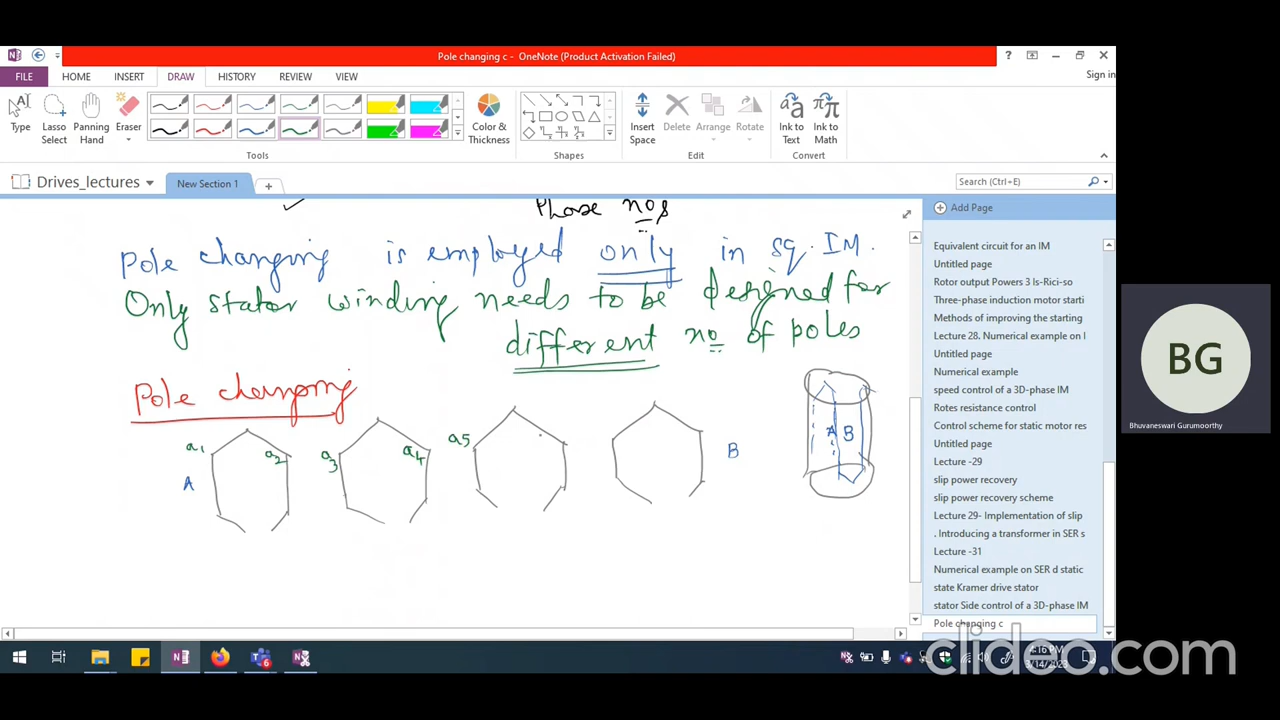 Pole changing c - OneNote (Product Activation Failed)
FILE HOME INSERT DRAW HISTORY REVIEW VIEW
Sign in
Type
Lasso Select
Panning Hand
Eraser
Color & Thickness
Insert Space
Delete
Arrange
Rotate
Ink to Text
Ink to Math
Tools
Shapes
Edit
Convert
Drives_lectures
New Section 1
Search (Ctrl+E)
Phase nos
Pole changing is employed only in sq. IM.
Only stator winding needs to be designed for
different no of poles
Pole changing
a1 a2 a3 a4 a5
A B
A B
Add Page
Equivalent circuit for an IM
Untitled page
Rotor output Powers 3 Is-Rici-so
Three-phase induction motor starti
Methods of improving the starting
Lecture 28. Numerical example on l
Untitled page
Numerical example
speed control of a 3D-phase IM
Rotes resistance control
Control scheme for static motor res
Untitled page
Lecture -29
slip power recovery
slip power recovery scheme
Lecture 29- Implementation of slip
. Introducing a transformer in SER s
Lecture -31
Numerical example on SER d static
state Kramer drive stator
stator Side control of a 3D-phase IM
Pole changing c
BG
Bhuvaneswari Gurumoorthy
4:16 PM
3/14/2023
clideo.com